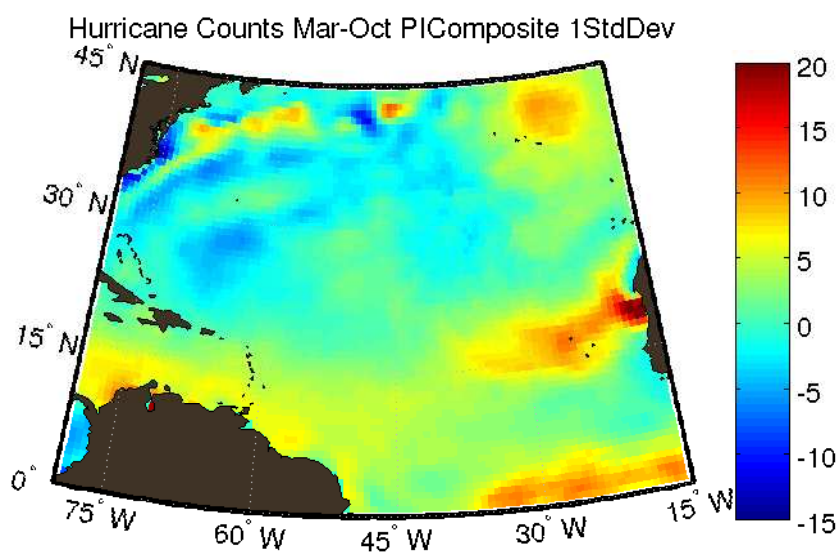 Hurricane Counts Mar-Oct PIComposite 1StdDev
45° N
30° N
15° N
0°
75° W
60° W
45° W
30° W
15° W
20
15
10
5
0
-5
-10
-15